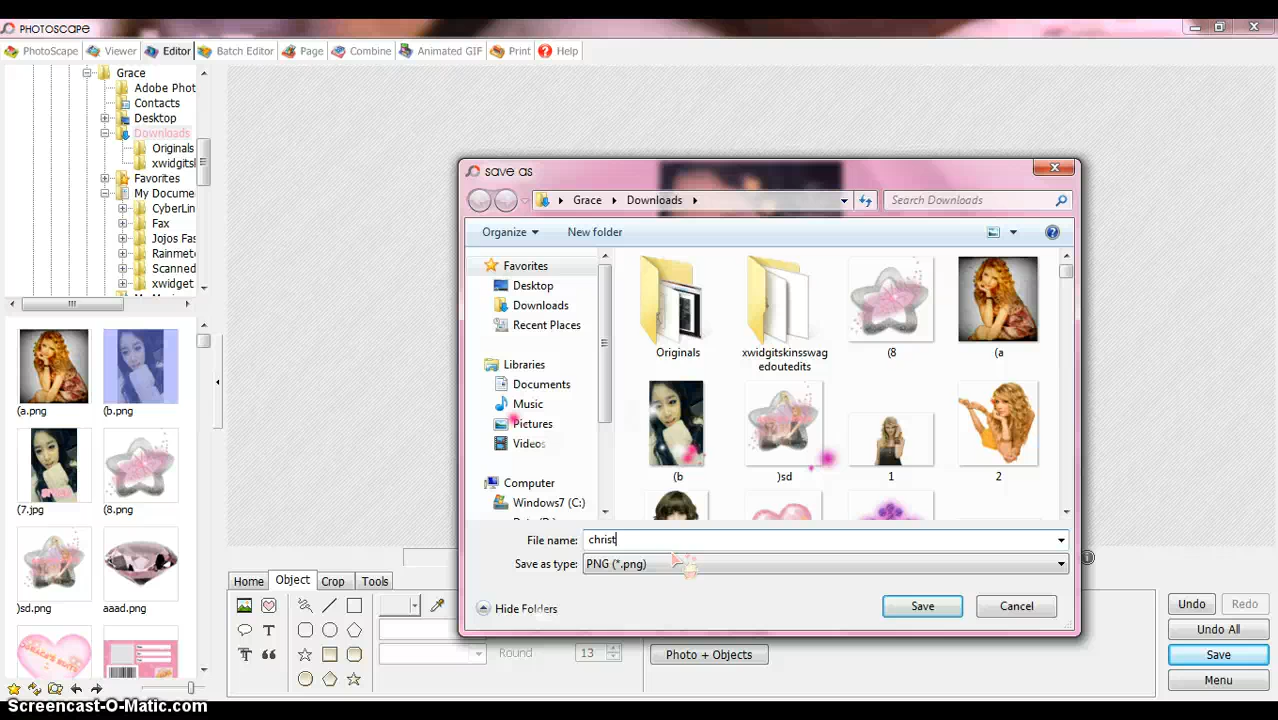 PHOTOSCAPE
PhotoScape Viewer Editor Batch Editor Page Combine Animated GIF Print Help
Grace
Adobe Phot
Contacts
Desktop
Downloads
Originals
xwidgitsl
Favorites
My Docume
CyberLin
Fax
Jojos Fas
Rainmete
Scanned
xwidget
(a.png
(b.png
(7.jpg
(8.png
)sd.png
aaad.png
save as
Grace Downloads
Search Downloads
Organize
New folder
Favorites
Desktop
Downloads
Recent Places
Libraries
Documents
Music
Pictures
Videos
Computer
Windows7 (C:)
Originals
xwidgitskinsswag
edoutedits
(8
(a
(b
)sd
1
2
File name: christ
Save as type: PNG (*.png)
Hide Folders
Save
Cancel
Home Object Crop Tools
T
T
Round 13
Photo + Objects
Undo
Redo
Undo All
Save
Menu
Screencast-O-Matic.com